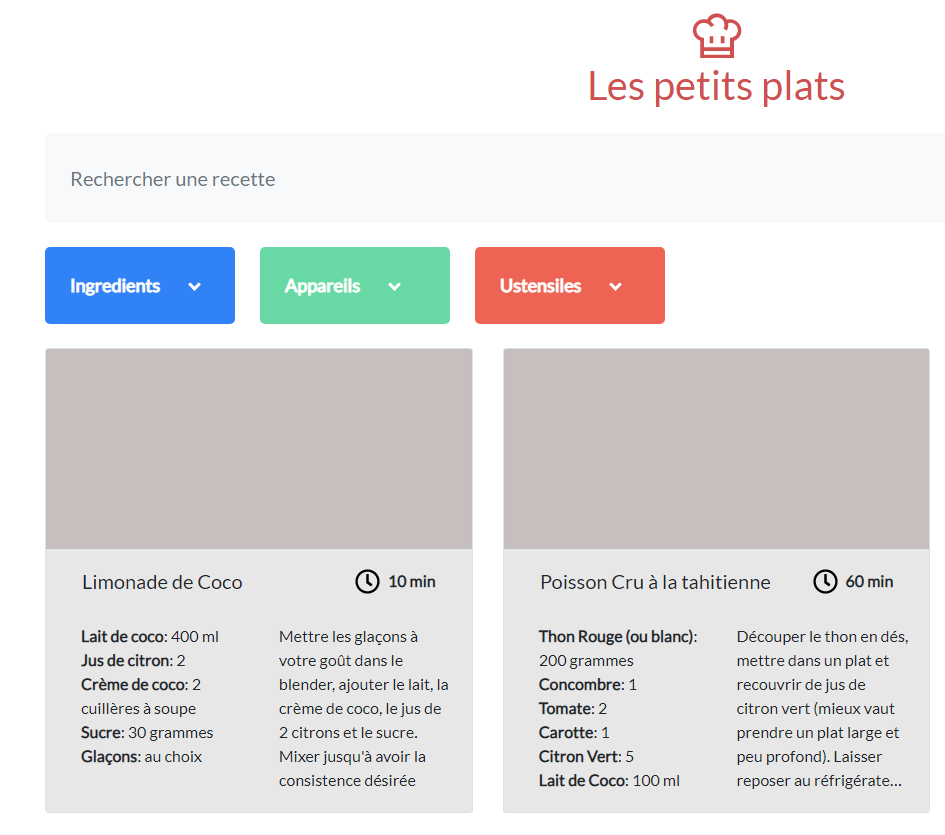 Les petits plats
Rechercher une recette
Ingredients
Appareils
Ustensiles
Limonade de Coco
10 min
Lait de coco: 400 ml
Jus de citron: 2
Crème de coco: 2
cuillères à soupe
Sucre: 30 grammes
Glaçons: au choix
Mettre les glaçons à
votre goût dans le
blender, ajouter le lait, la
crème de coco, le jus de
2 citrons et le sucre.
Mixer jusqu'à avoir la
consistence désirée
Poisson Cru à la tahitienne
60 min
Thon Rouge (ou blanc):
200 grammes
Concombre: 1
Tomate: 2
Carotte: 1
Citron Vert: 5
Lait de Coco: 100 ml
Découper le thon en dés,
mettre dans un plat et
recouvrir de jus de
citron vert (mieux vaut
prendre un plat large et
peu profond). Laisser
reposer au réfrigérate...